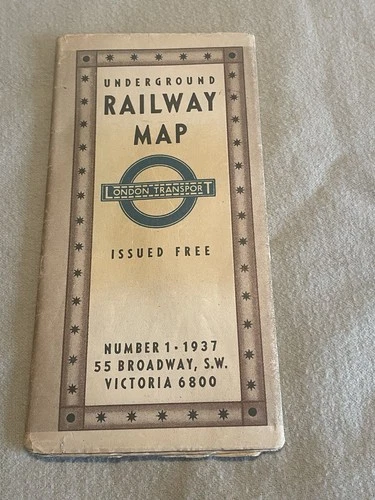 UNDERGROUND
RAILWAY
MAP
LONDON TRANSPORT
ISSUED FREE
NUMBER 1 • 1937
55 BROADWAY, S.W.
VICTORIA 6800